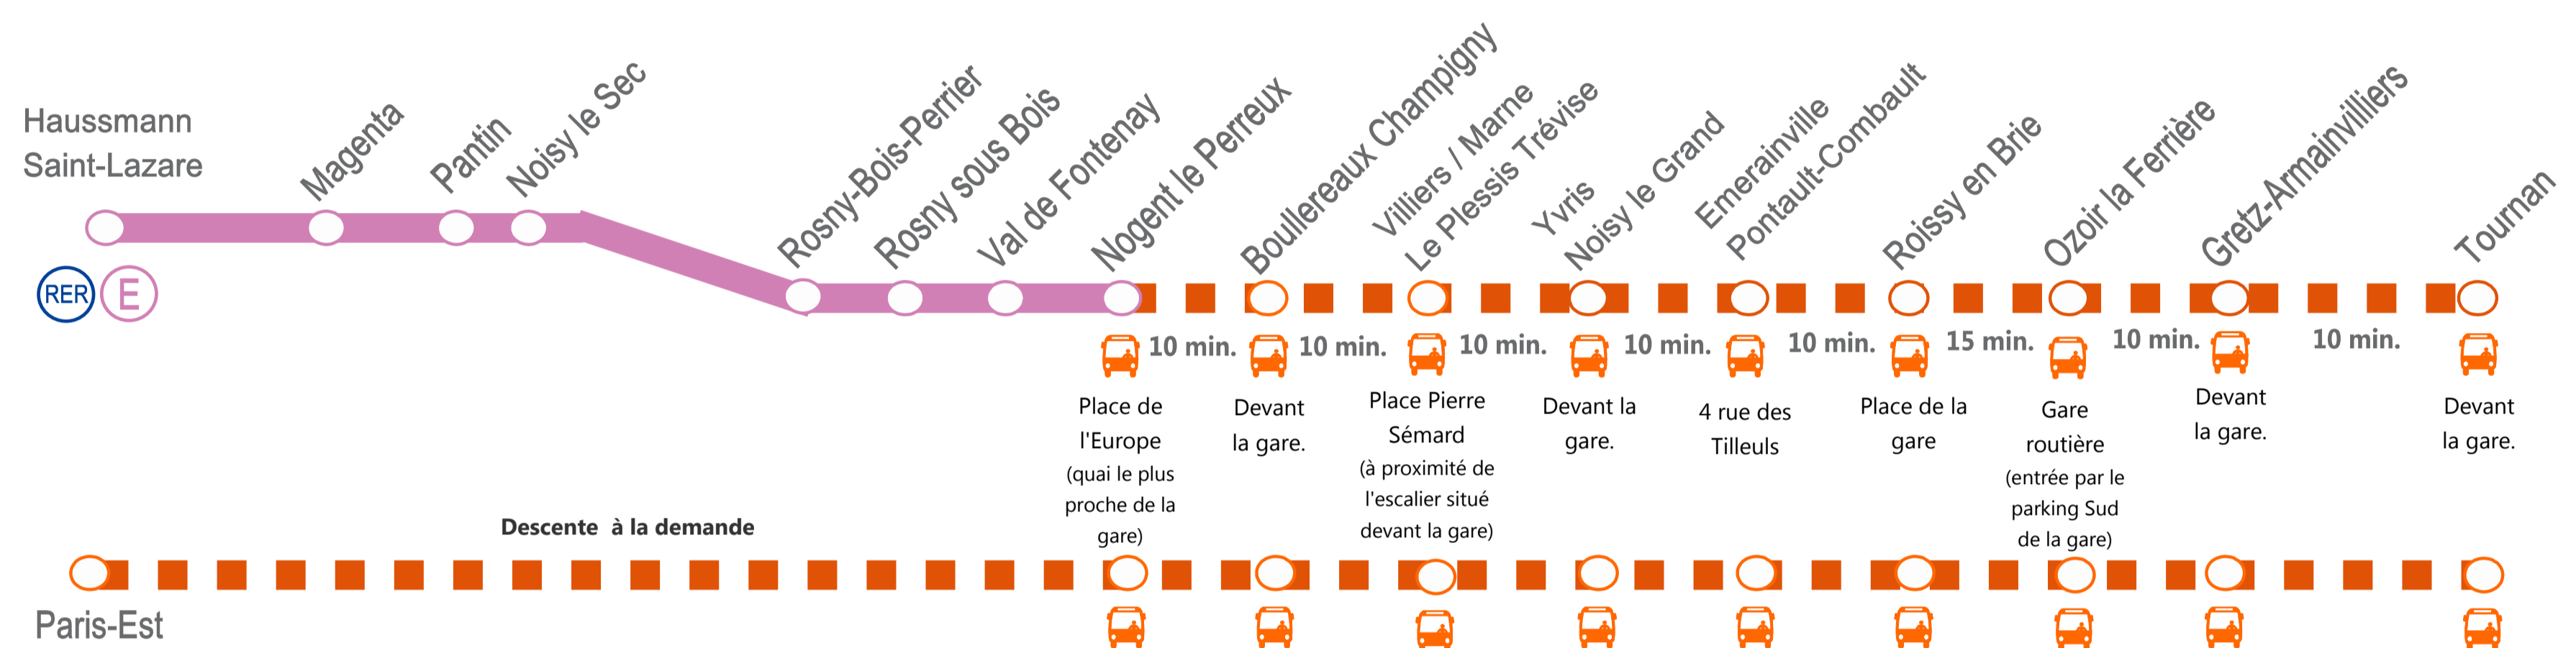 Haussmann
Saint-Lazare
Magenta
Pantin
Noisy le Sec
Rosny-Bois-Perrier
Rosny sous Bois
Val de Fontenay
Nogent le Perreux
Boullereaux Champigny
Villiers / Marne
Le Plessis Trévise
Yvris
Noisy le Grand
Emerainville
Pontault-Combault
Roissy en Brie
Ozoir la Ferrière
Gretz-Armainvilliers
Tournan
RER E
10 min. 10 min. 10 min. 10 min. 10 min. 15 min. 10 min. 10 min.
Place de
l'Europe
(quai le plus
proche de la
gare)
Devant
la gare.
Place Pierre
Sémard
(à proximité de
l'escalier situé
devant la gare)
Devant la
gare.
4 rue des
Tilleuls
Place de la
gare
Gare
routière
(entrée par le
parking Sud
de la gare)
Devant
la gare.
Devant
la gare.
Descente à la demande
Paris-Est